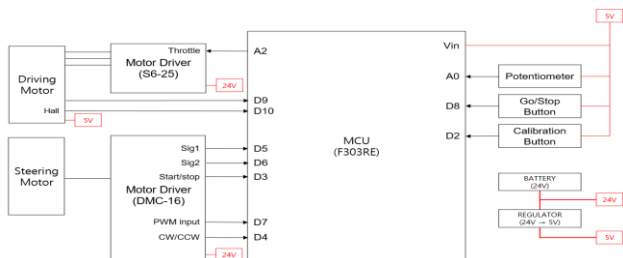 5V
Throttle
A2
Vin
Motor Driver
(S6-25)
24V
A0
Potentiometer
Driving
Motor
D9
D8
Go/Stop
Button
Hall
D10
5V
MCU
(F303RE)
D2
Calibration
Button
Sig1
D5
Steering
Motor
Sig2
D6
Start/stop
D3
BATTERY
(24V)
Motor Driver
(DMC-16)
24V
PWM input
D7
REGULATOR
(24V → 5V)
CW/CCW
D4
5V
24V